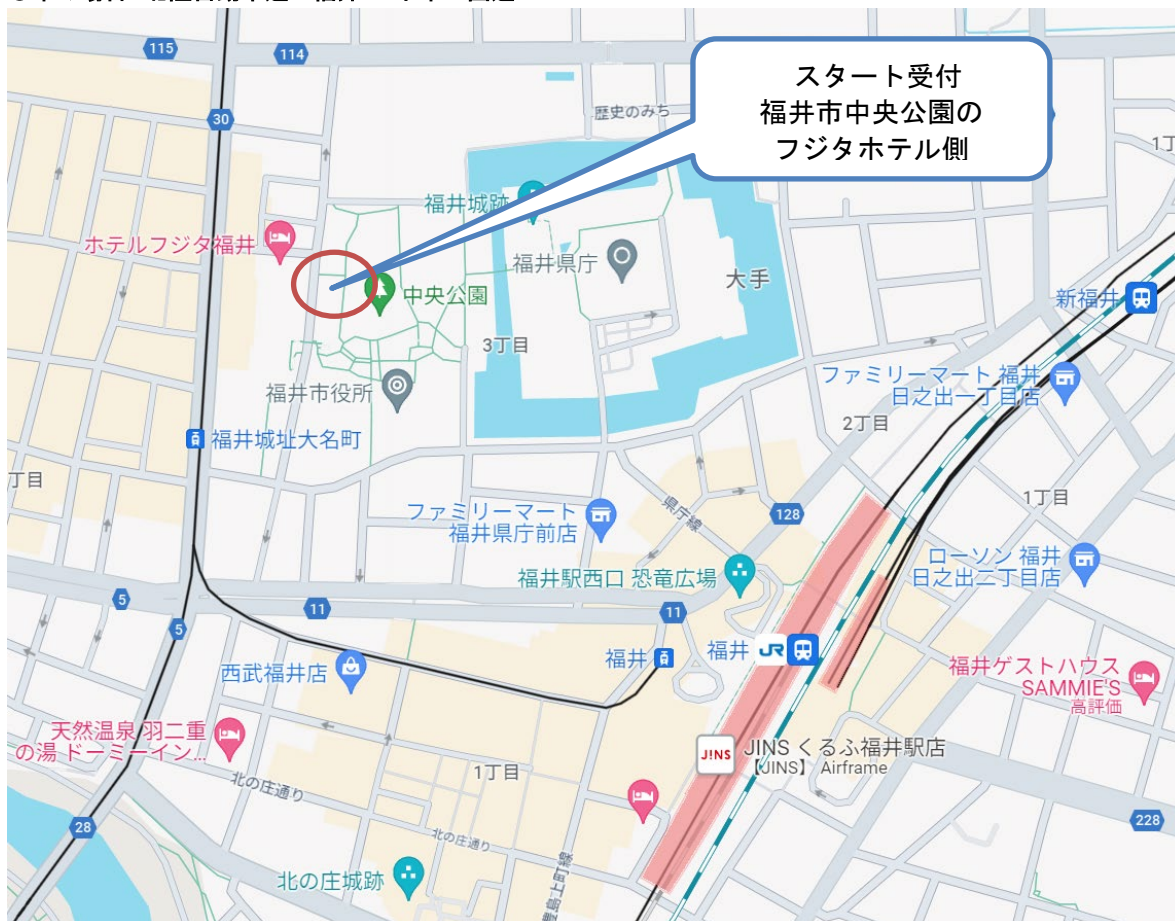 115
114
スタート受付
福井市中央公園の
フジタホテル側
30
歴史のみち
1丁
福井城跡
ホテルフジタ福井
福井県庁
大手
中央公園
新福井
3丁目
福井市役所
ファミリーマート 福井
日之出一丁目店
2丁目
福井城址大名町
丁目
1丁目
ファミリーマート
福井県庁前店
県庁線
128
ローソン 福井
日之出二丁目店
福井駅西口 恐竜広場
5
11
11
5
福井
福井 JR
西武福井店
福井ゲストハウス
SAMMIE'S
高評価
天然温泉 羽二重
の湯 ドーミーイン...
JINS
JINS くるふ福井駅店
【JINS】 Airframe
1丁目
北の庄通り
28
北の庄通り
228
北の庄城跡
豊島上町線